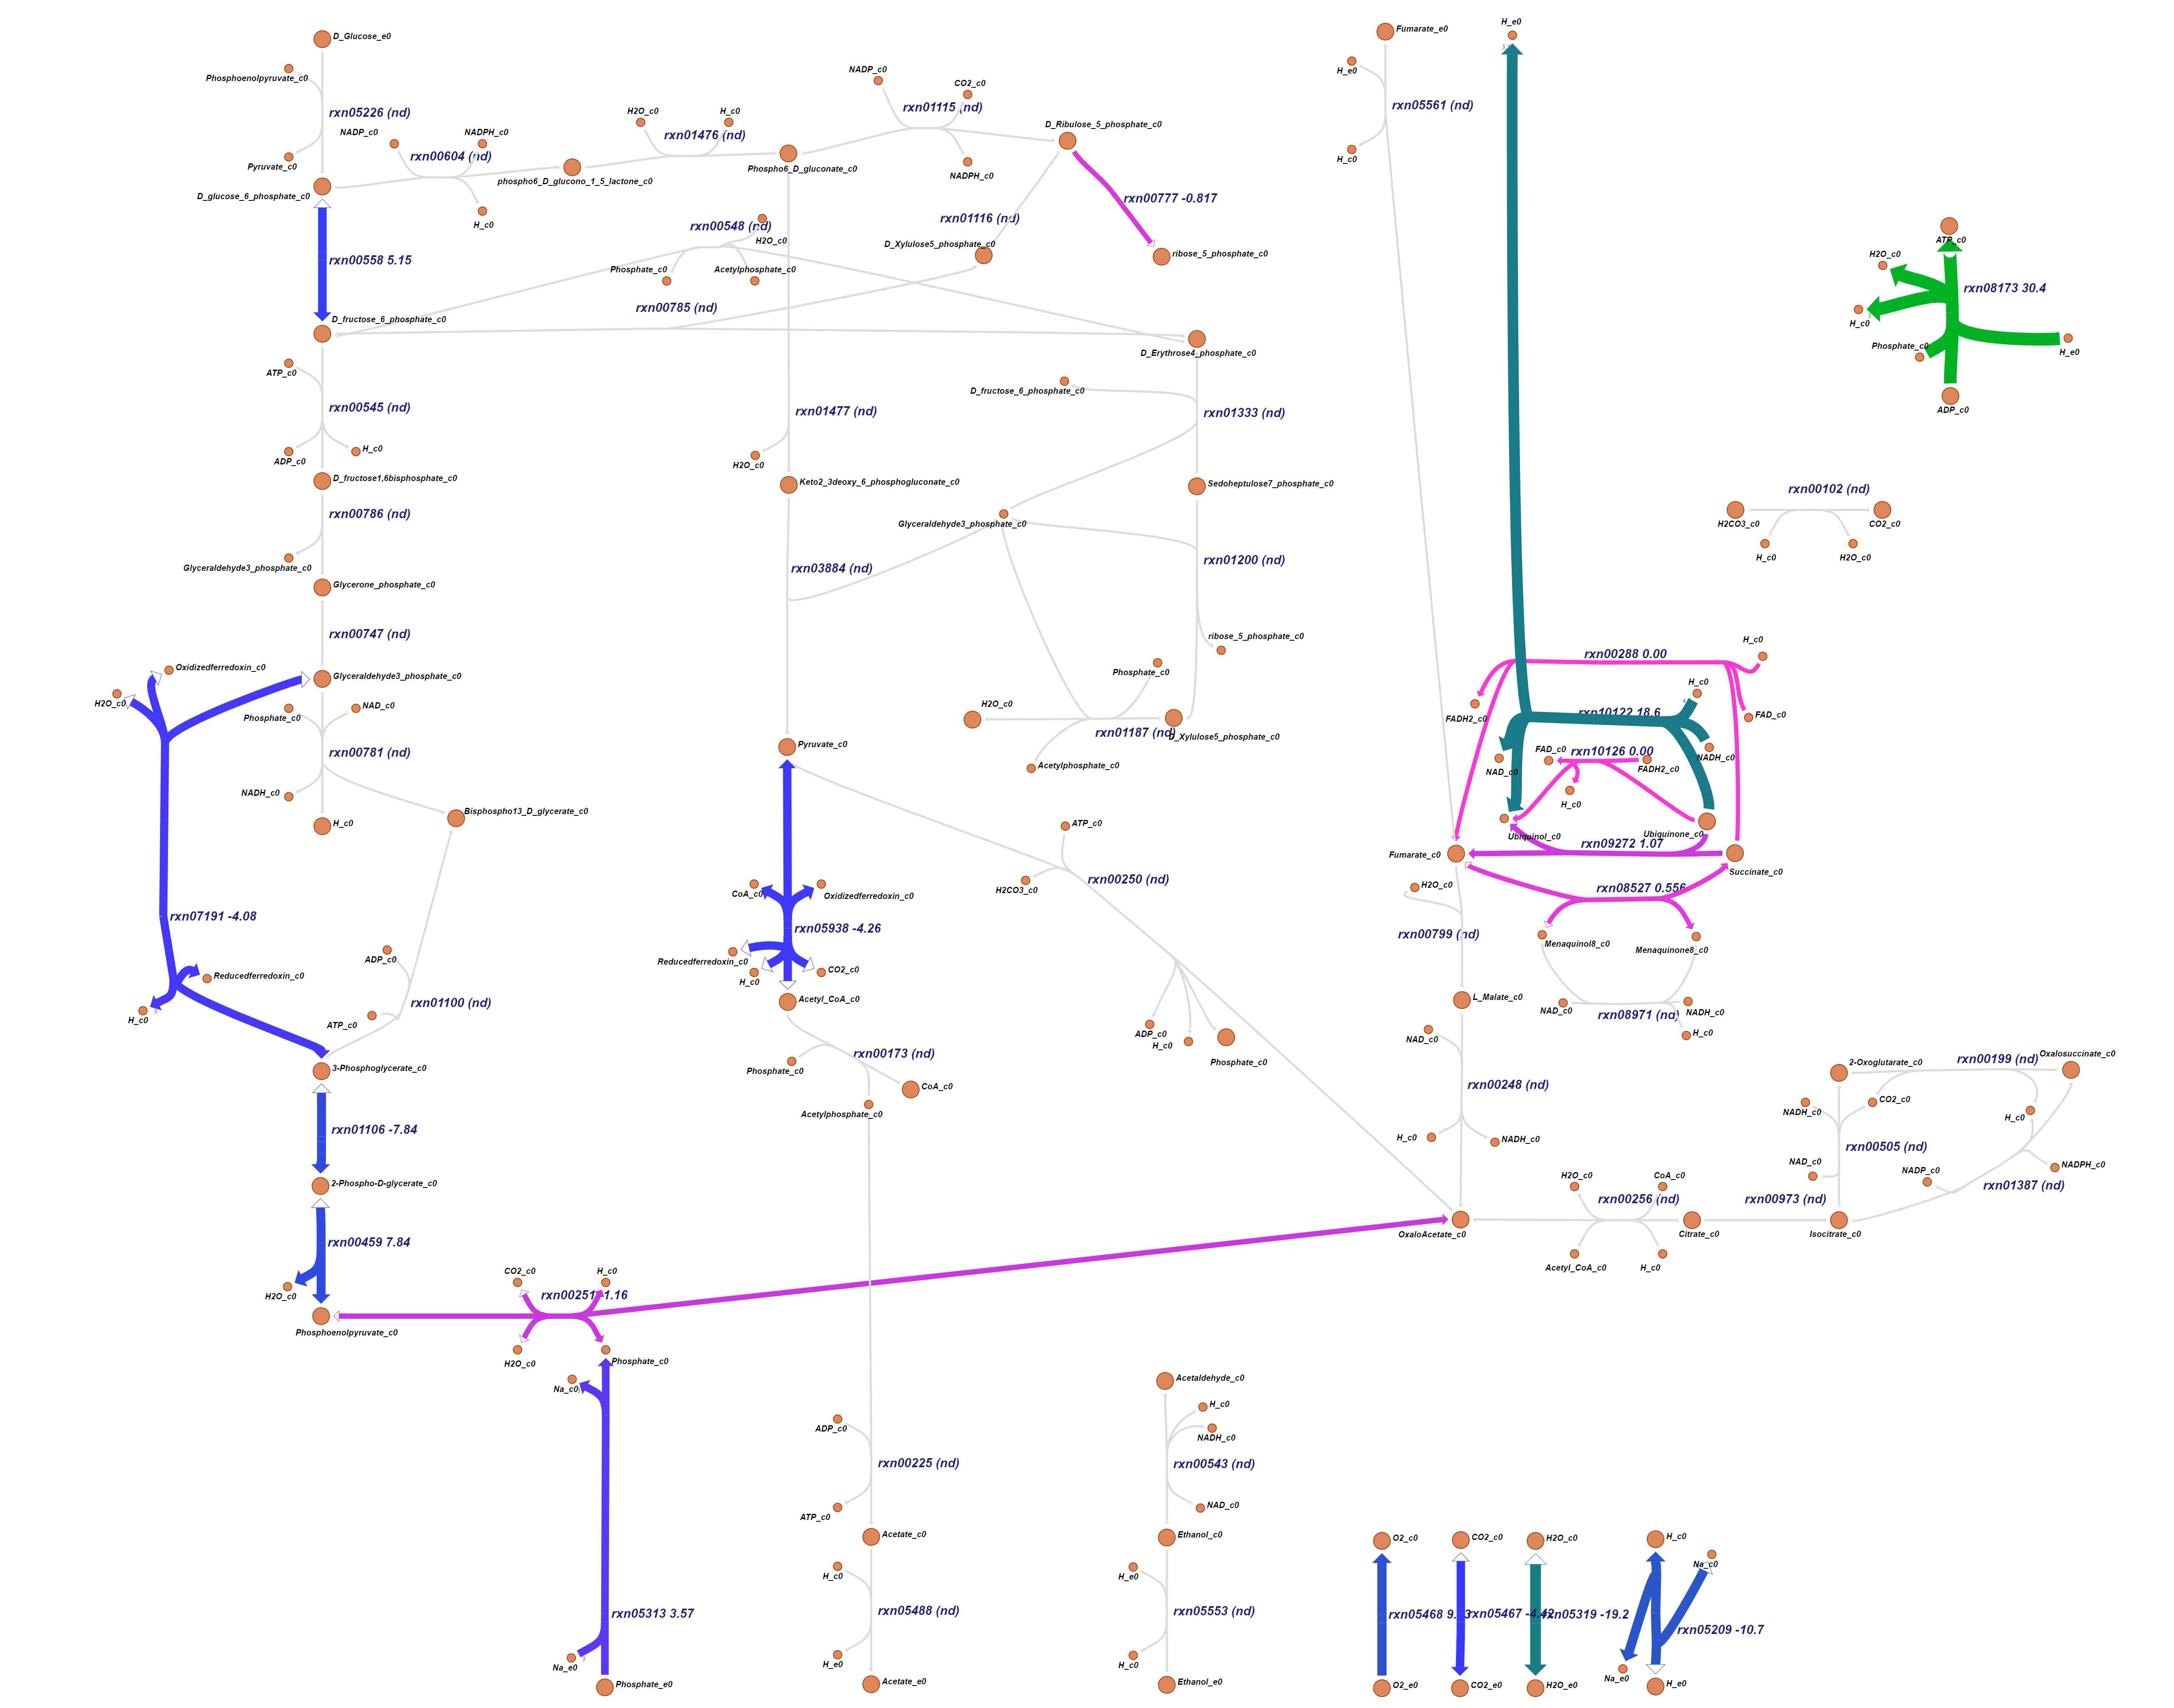 D_Glucose_e0
Phosphoenolpyruvate_c0
rxn05226 (nd)
Pyruvate_c0
D_glucose_6_phosphate_c0
NADP_c0
NADPH_c0
rxn00604 (nd)
H_c0
phospho6_D_glucono_1_5_lactone_c0
H2O_c0
H_c0
rxn01476 (nd)
Phospho6_D_gluconate_c0
NADP_c0
CO2_c0
rxn01115 (nd)
NADPH_c0
D_Ribulose_5_phosphate_c0
rxn00777 -0.817
rxn01116 (nd)
D_Xylulose5_phosphate_c0
ribose_5_phosphate_c0
rxn00558 5.15
rxn00548 (nd)
H2O_c0
Phosphate_c0
Acetylphosphate_c0
rxn00785 (nd)
D_fructose_6_phosphate_c0
D_Erythrose4_phosphate_c0
ATP_c0
rxn00545 (nd)
ADP_c0
H_c0
D_fructose1,6bisphosphate_c0
rxn00786 (nd)
Glyceraldehyde3_phosphate_c0
Glycerone_phosphate_c0
rxn00747 (nd)
Glyceraldehyde3_phosphate_c0
Oxidizedferredoxin_c0
H2O_c0
Phosphate_c0
NAD_c0
rxn00781 (nd)
NADH_c0
H_c0
Bisphospho13_D_glycerate_c0
rxn07191 -4.08
Reducedferredoxin_c0
H_c0
ADP_c0
rxn01100 (nd)
ATP_c0
3-Phosphoglycerate_c0
rxn01106 -7.84
2-Phospho-D-glycerate_c0
rxn00459 7.84
H2O_c0
Phosphoenolpyruvate_c0
CO2_c0
H_c0
rxn00251 1.16
H2O_c0
Phosphate_c0
Na_c0
rxn05313 3.57
Na_e0
Phosphate_e0
rxn01477 (nd)
H2O_c0
Keto2_3deoxy_6_phosphogluconate_c0
rxn03884 (nd)
D_fructose_6_phosphate_c0
rxn01333 (nd)
Sedoheptulose7_phosphate_c0
Glyceraldehyde3_phosphate_c0
rxn01200 (nd)
ribose_5_phosphate_c0
Phosphate_c0
H2O_c0
rxn01187 (nd)
D_Xylulose5_phosphate_c0
Acetylphosphate_c0
Pyruvate_c0
CoA_c0
Oxidizedferredoxin_c0
rxn05938 -4.26
Reducedferredoxin_c0
H_c0
CO2_c0
Acetyl_CoA_c0
ATP_c0
H2CO3_c0
rxn00250 (nd)
ADP_c0
H_c0
Phosphate_c0
rxn00173 (nd)
Phosphate_c0
CoA_c0
Acetylphosphate_c0
ADP_c0
rxn00225 (nd)
ATP_c0
Acetate_c0
H_c0
rxn05488 (nd)
H_e0
Acetate_e0
Acetaldehyde_c0
H_c0
NADH_c0
rxn00543 (nd)
NAD_c0
Ethanol_c0
H_e0
rxn05553 (nd)
H_c0
Ethanol_e0
Fumarate_e0
H_e0
rxn05561 (nd)
H_c0
H_e0
ATP_c0
H2O_c0
rxn08173 30.4
H_c0
Phosphate_c0
H_e0
ADP_c0
rxn00102 (nd)
H2CO3_c0
CO2_c0
H_c0
H2O_c0
rxn00288 0.00
H_c0
FADH2_c0
FAD_c0
H_c0
rxn10122 18.6
NAD_c0
NADH_c0
FAD_c0
rxn10126 0.00
FADH2_c0
H_c0
Ubiquinol_c0
Ubiquinone_c0
rxn09272 1.07
Fumarate_c0
Succinate_c0
rxn08527 0.556
H2O_c0
rxn00799 (nd)
Menaquinol8_c0
Menaquinone8_c0
L_Malate_c0
NAD_c0
NADH_c0
rxn08971 (nd)
H_c0
NAD_c0
rxn00248 (nd)
H_c0
NADH_c0
OxaloAcetate_c0
H2O_c0
CoA_c0
rxn00256 (nd)
Acetyl_CoA_c0
H_c0
Citrate_c0
rxn00973 (nd)
Isocitrate_c0
2-Oxoglutarate_c0
rxn00199 (nd)
Oxalosuccinate_c0
NADH_c0
CO2_c0
H_c0
rxn00505 (nd)
NAD_c0
NADP_c0
NADPH_c0
rxn01387 (nd)
O2_c0
CO2_c0
H2O_c0
H_c0
Na_c0
rxn05468
rxn05467 -4.42
rxn05319 -19.2
rxn05209 -10.7
O2_e0
CO2_e0
H2O_e0
Na_e0
H_e0